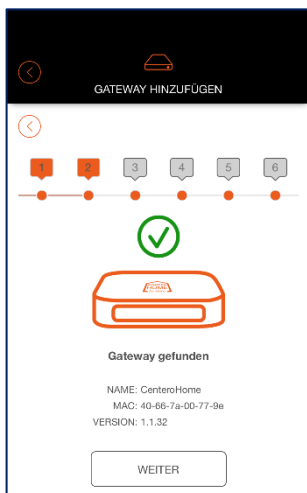 GATEWAY HINZUFÜGEN
1 2 3 4 5 6
HOME
Gateway gefunden
NAME: CenteroHome
MAC: 40-66-7a-00-77-9e
VERSION: 1.1.32
WEITER